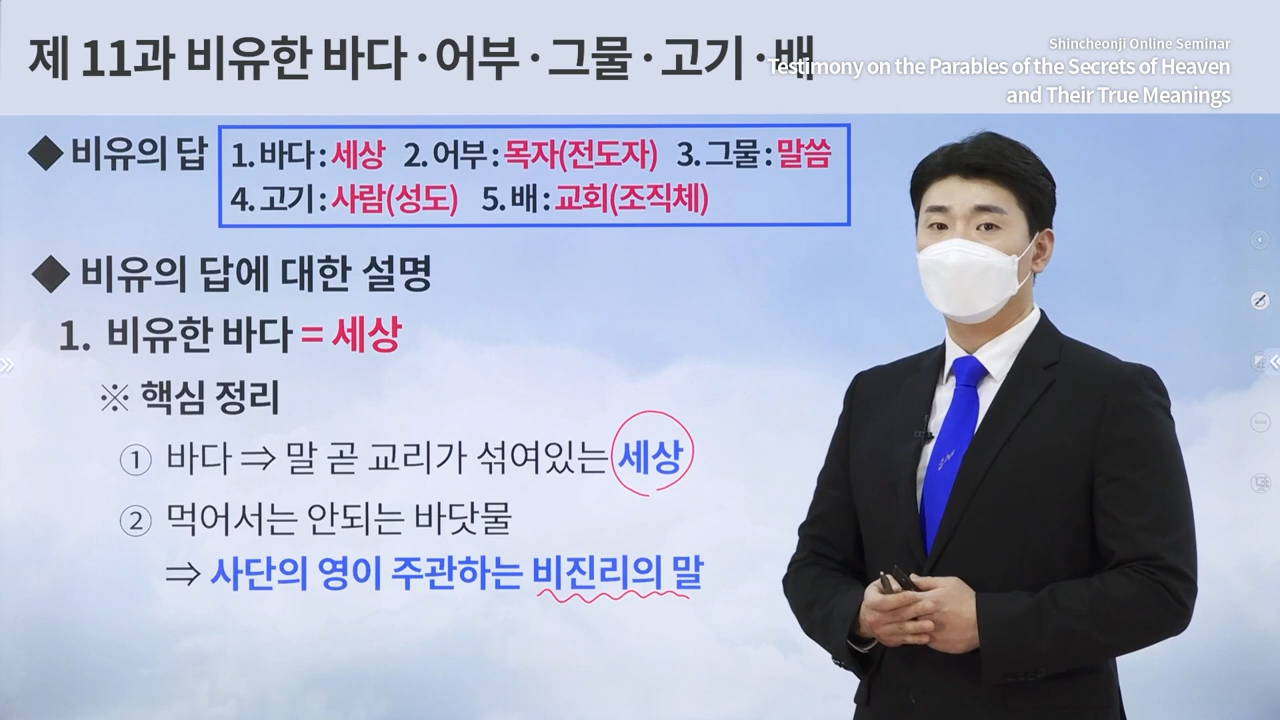 제 11과 비유한 바다·어부·그물·고기·배
Shincheonji Online Seminar
Testimony on the Parables of the Secrets of Heaven
and Their True Meanings
◆ 비유의 답
1. 바다 : 세상 2. 어부 : 목자(전도자) 3. 그물 : 말씀
4. 고기 : 사람(성도) 5. 배 : 교회(조직체)
◆ 비유의 답에 대한 설명
1. 비유한 바다 = 세상
※ 핵심 정리
① 바다 ⇒ 말 곧 교리가 섞여있는 세상
② 먹어서는 안되는 바닷물
⇒ 사단의 영이 주관하는 비진리의 말